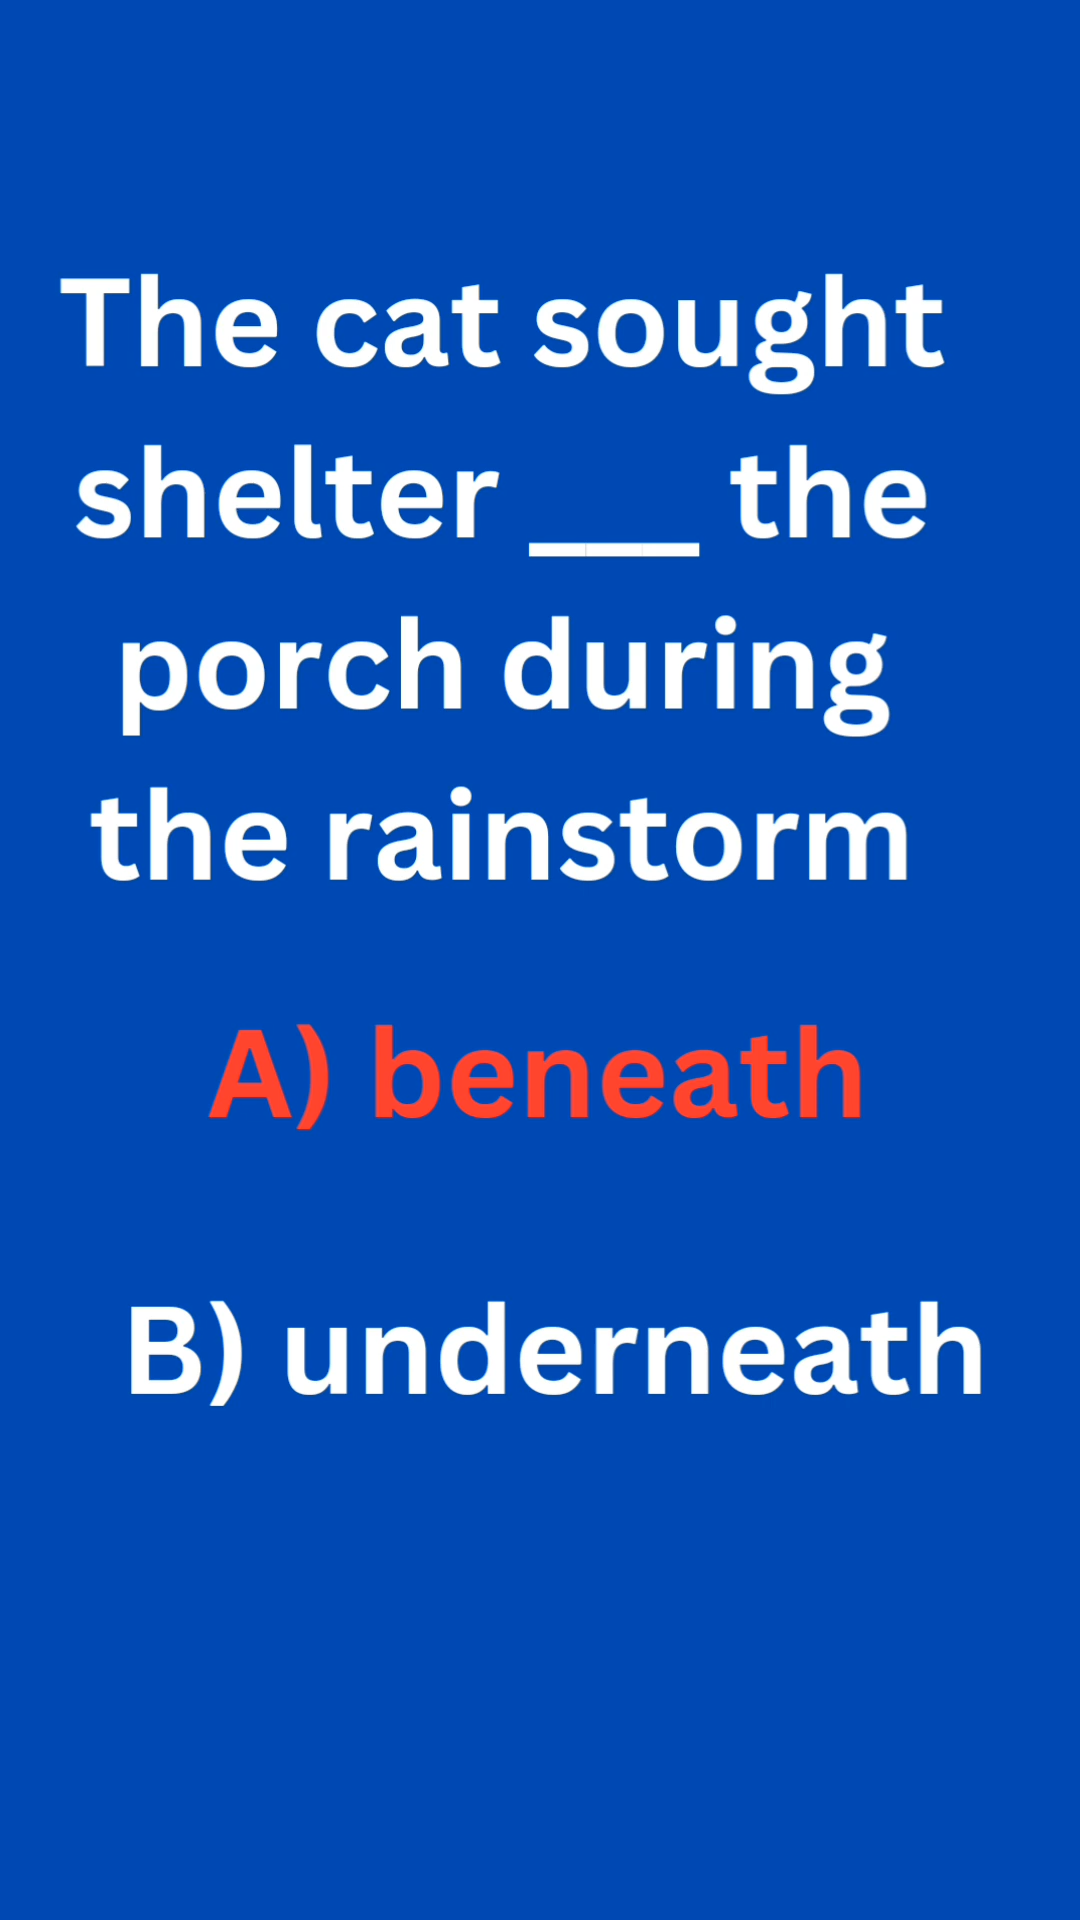 The cat sought
shelter ___ the
porch during
the rainstorm
A) beneath
B) underneath